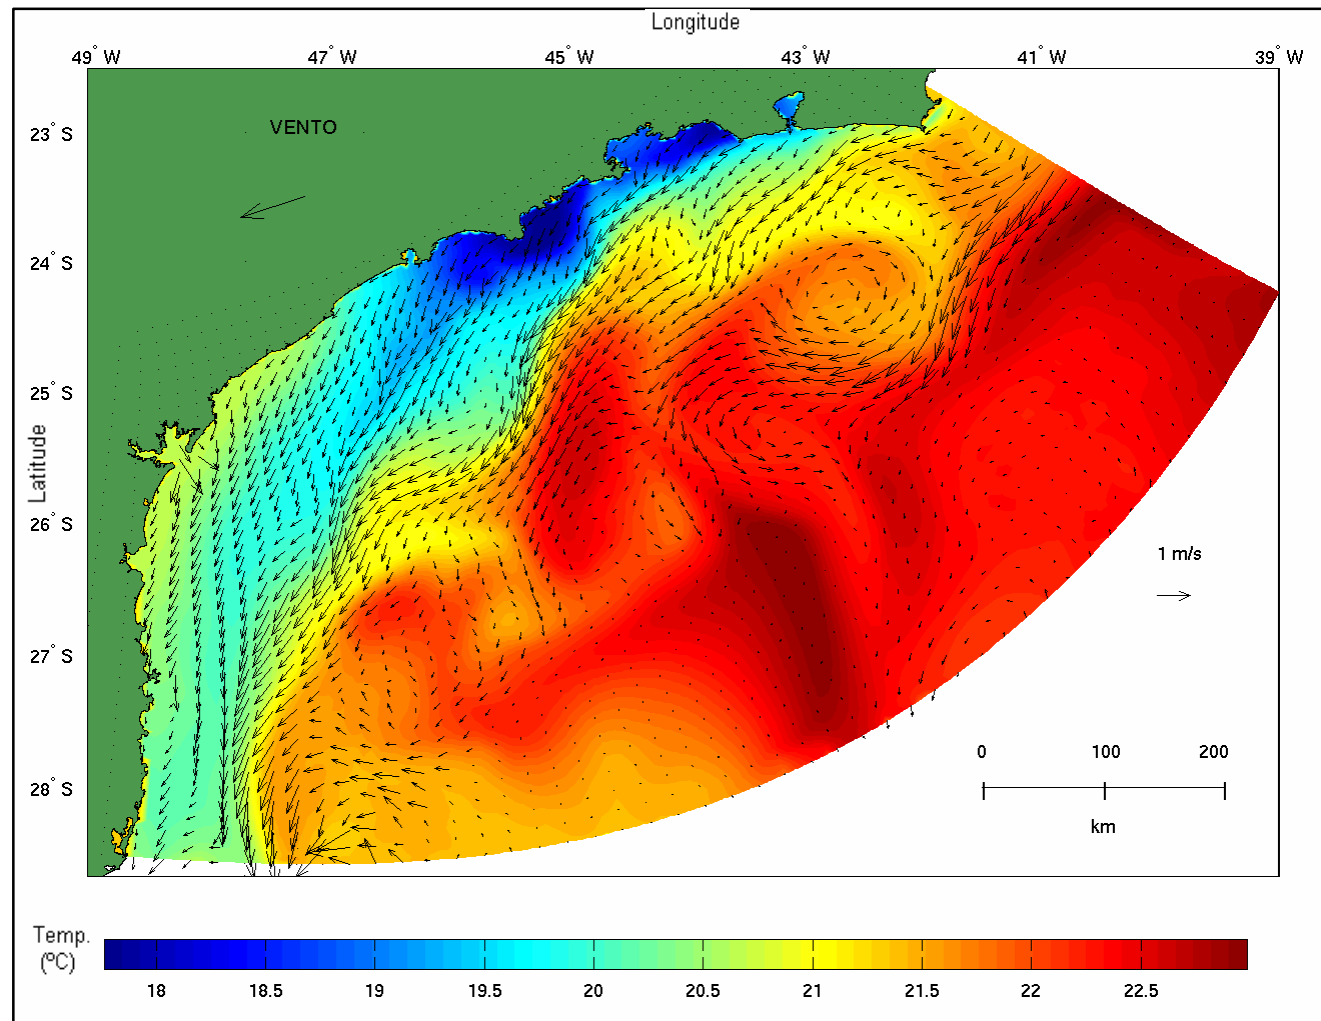 Longitude
49° W 47° W 45° W 43° W 41° W 39° W
VENTO
23° S
24° S
25° S
Latitude
26° S
1 m/s
27° S
0 100 200
28° S
km
Temp.
(ºC)
18 18.5 19 19.5 20 20.5 21 21.5 22 22.5